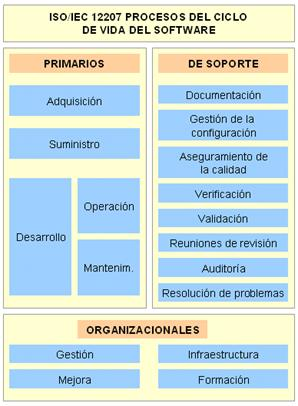 ISO/IEC 12207 PROCESOS DEL CICLO
DE VIDA DEL SOFTWARE
PRIMARIOS
Adquisición
Suministro
Desarrollo
Operación
Mantenim.
DE SOPORTE
Documentación
Gestión de la
configuración
Aseguramiento de
la calidad
Verificación
Validación
Reuniones de revisión
Auditoría
Resolución de problemas
ORGANIZACIONALES
Gestión
Infraestructura
Mejora
Formación